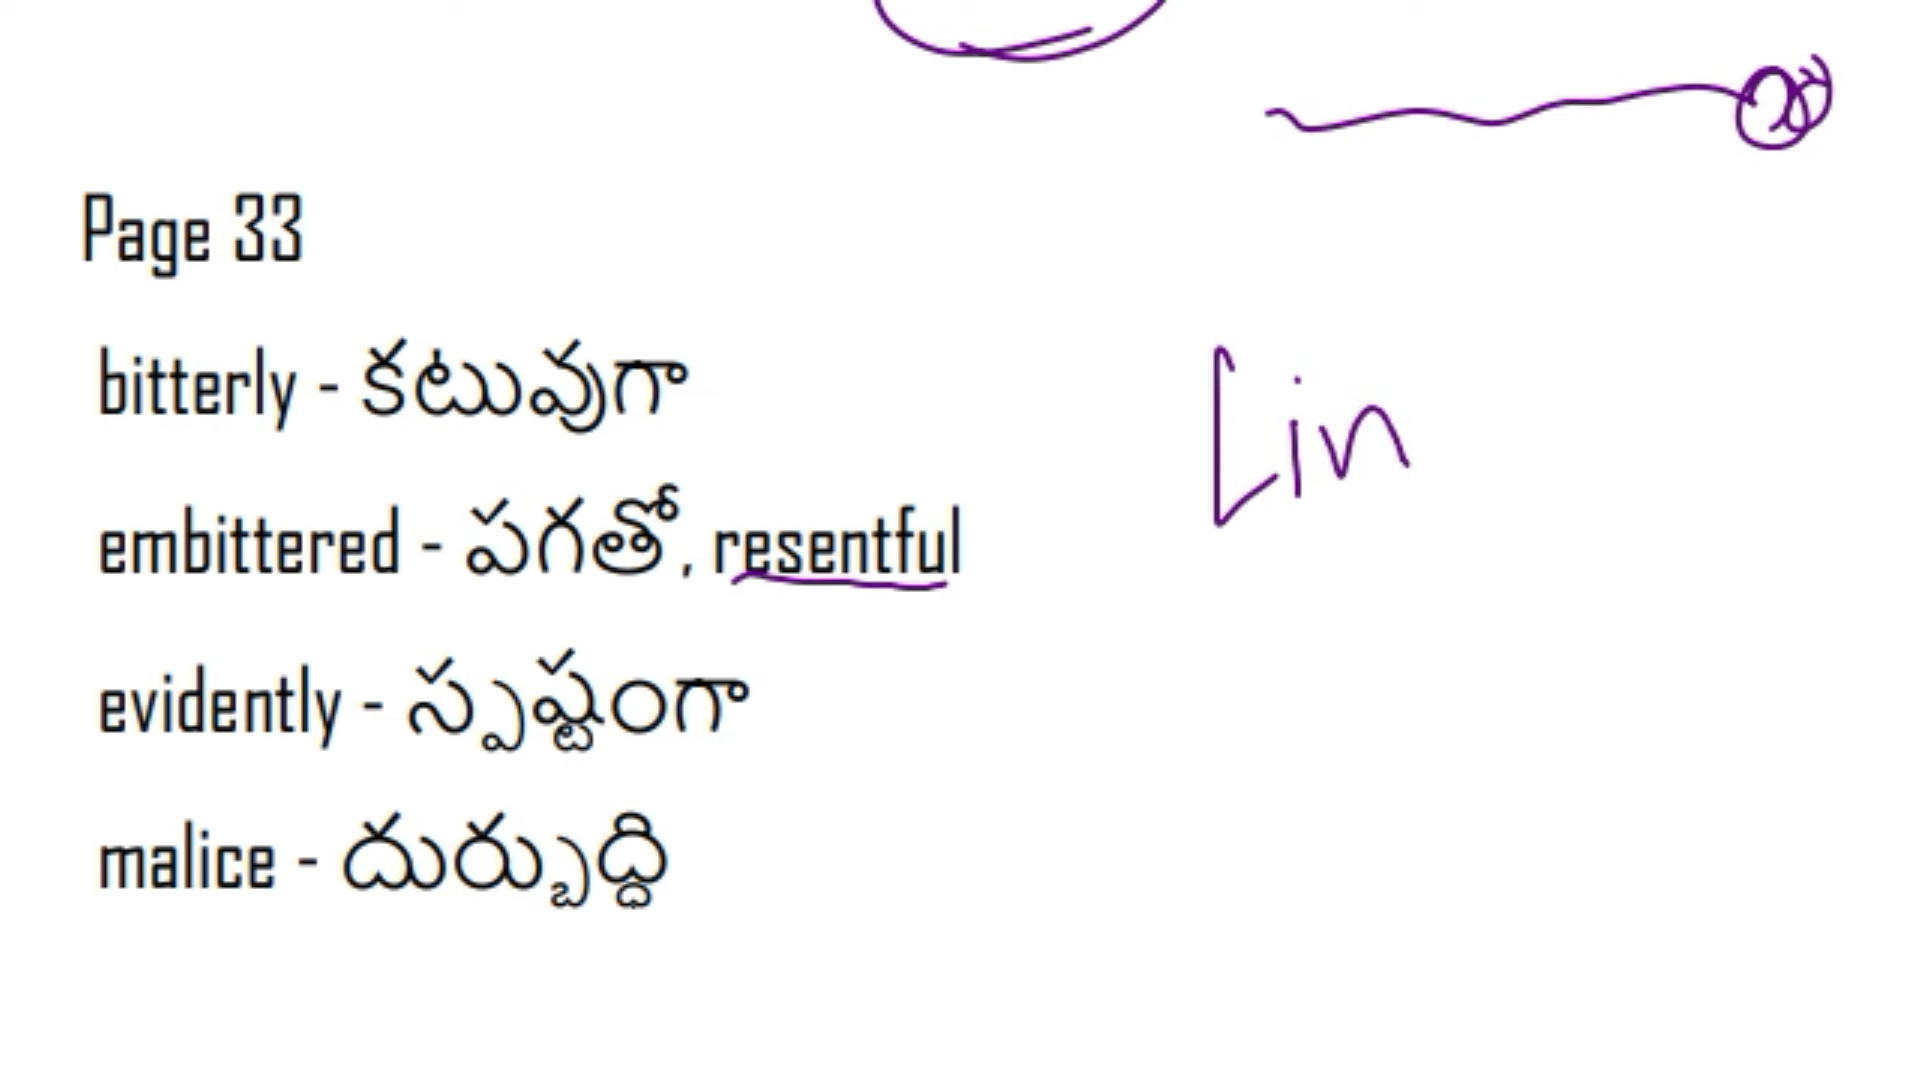 Page 33
bitterly - కటువుగా
Lin
embittered - పగతో, resentful
evidently - స్పష్టంగా
malice - దుర్బుద్ధి